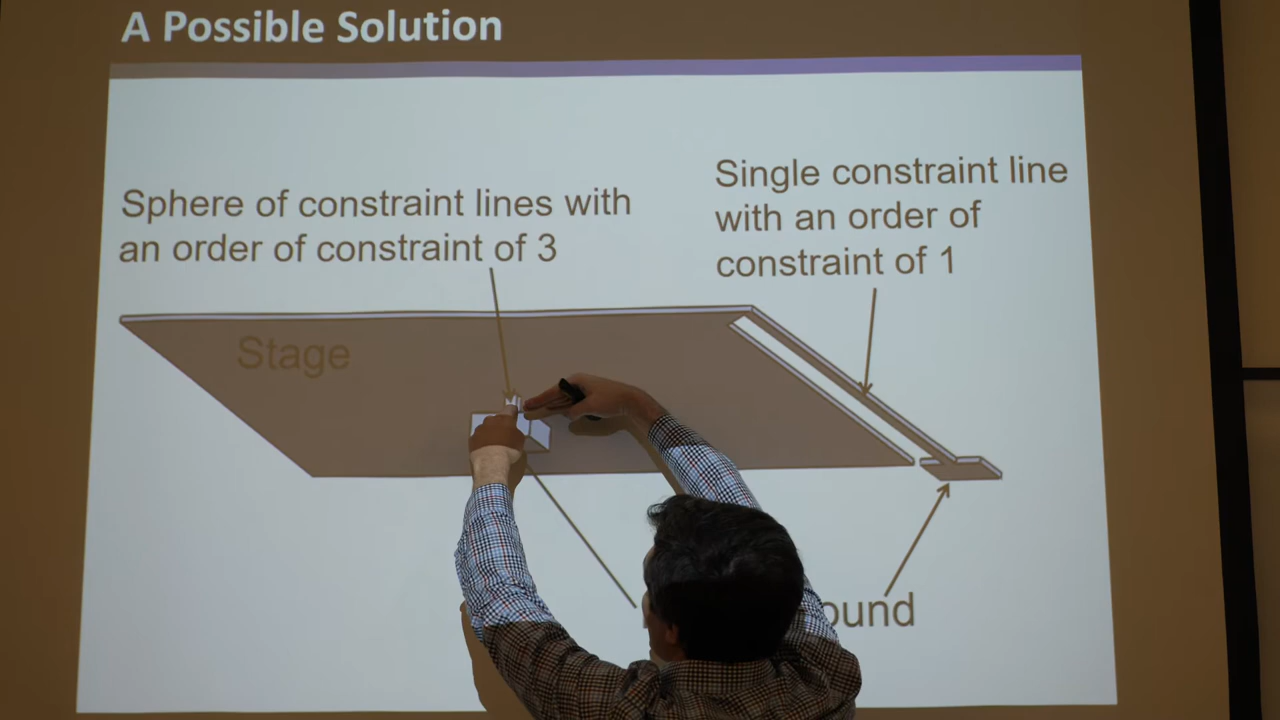 A Possible Solution
Sphere of constraint lines with
an order of constraint of 3
Single constraint line
with an order of
constraint of 1
Stage